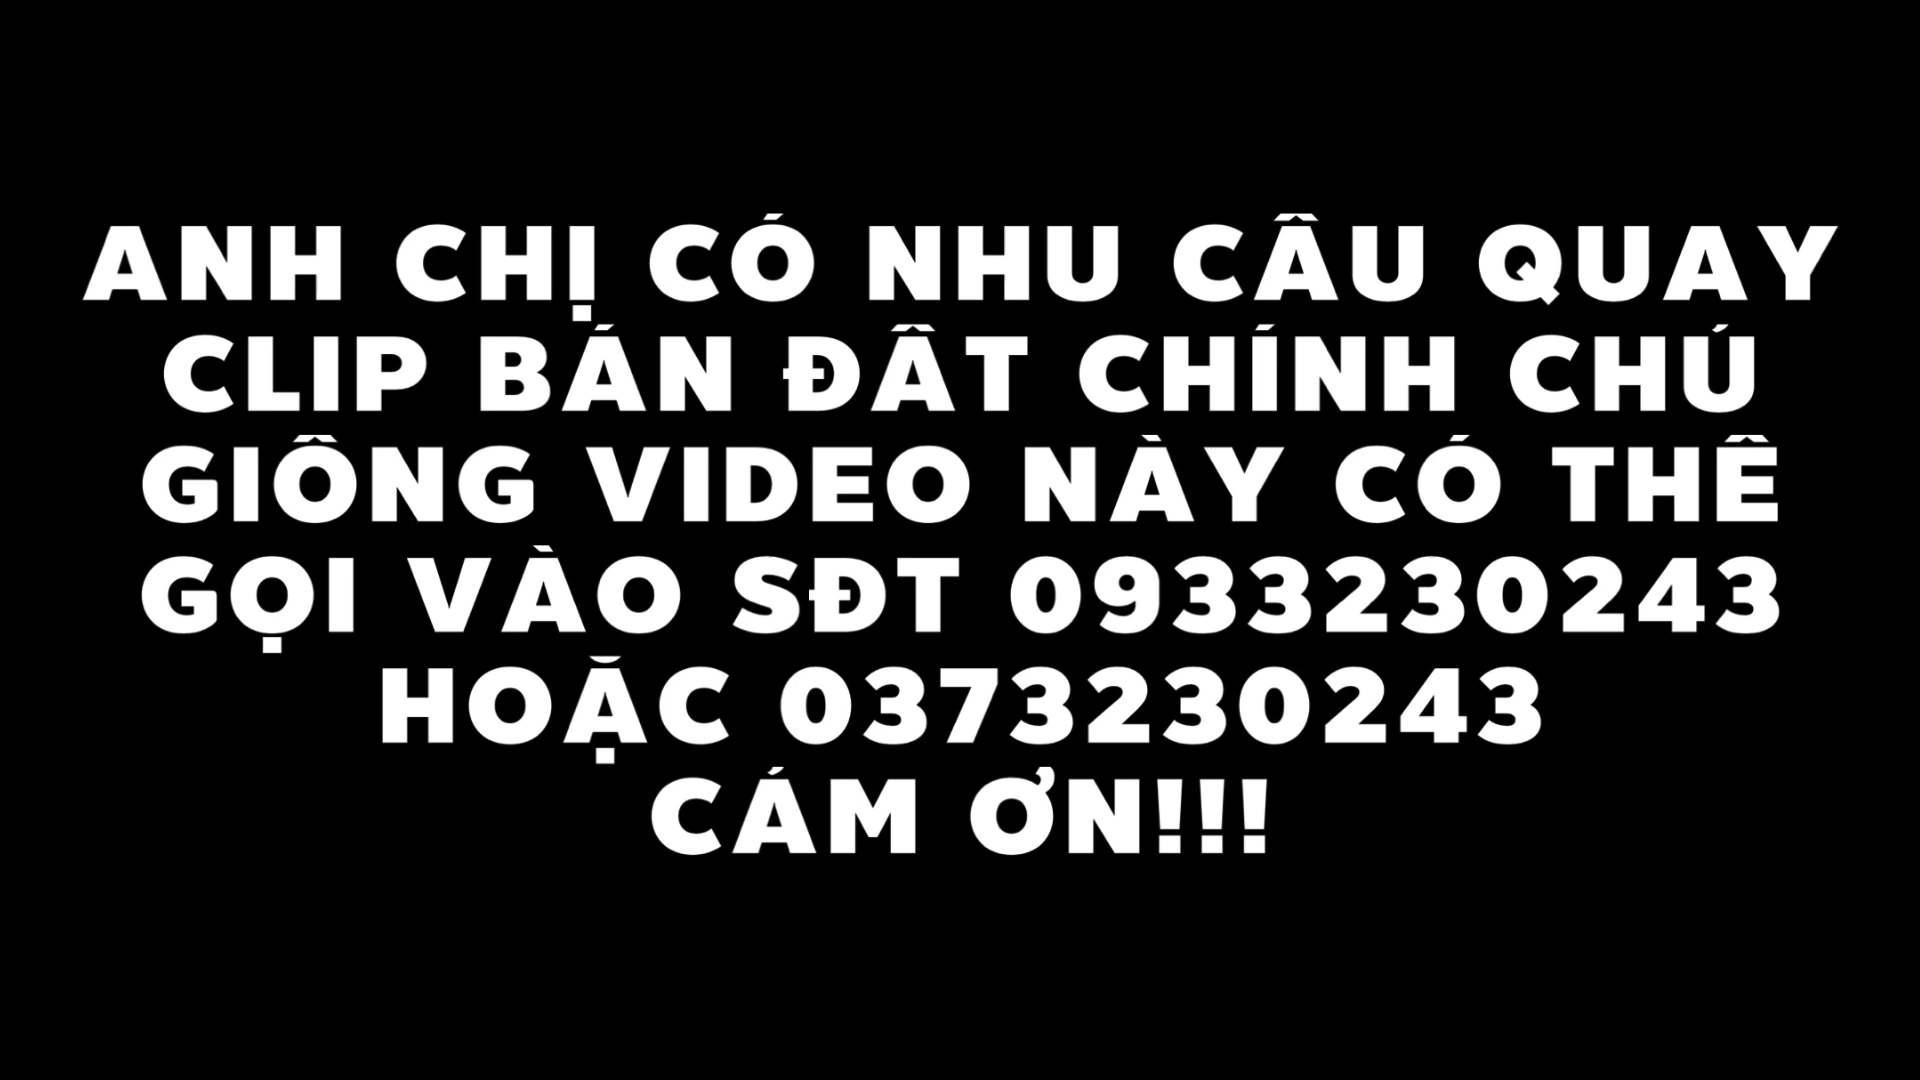 ANH CHỊ CÓ NHU CẦU QUAY
CLIP BÁN ĐẤT CHÍNH CHỦ
GIỐNG VIDEO NÀY CÓ THỂ
GỌI VÀO SĐT 0933230243
HOẶC 0373230243
CÁM ƠN!!!